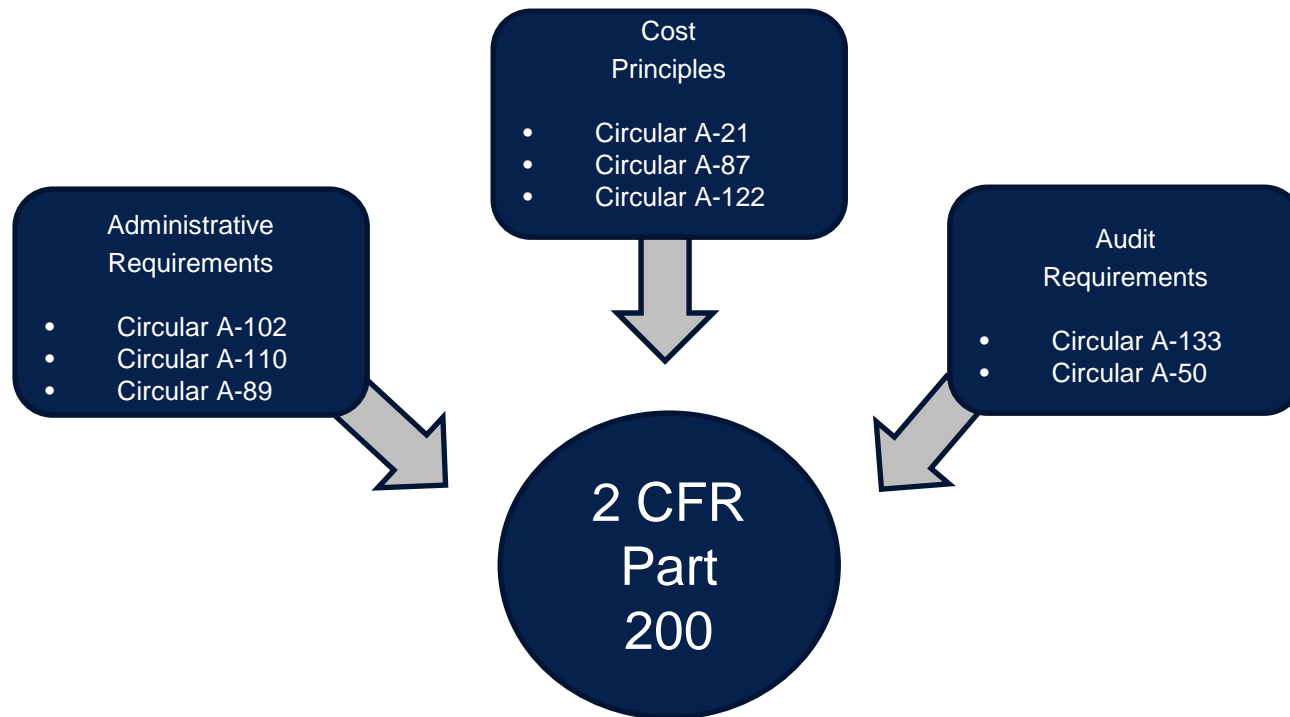 Cost
Principles
• Circular A-21
• Circular A-87
• Circular A-122
Administrative
Requirements
• Circular A-102
• Circular A-110
• Circular A-89
Audit
Requirements
• Circular A-133
• Circular A-50
2 CFR
Part
200